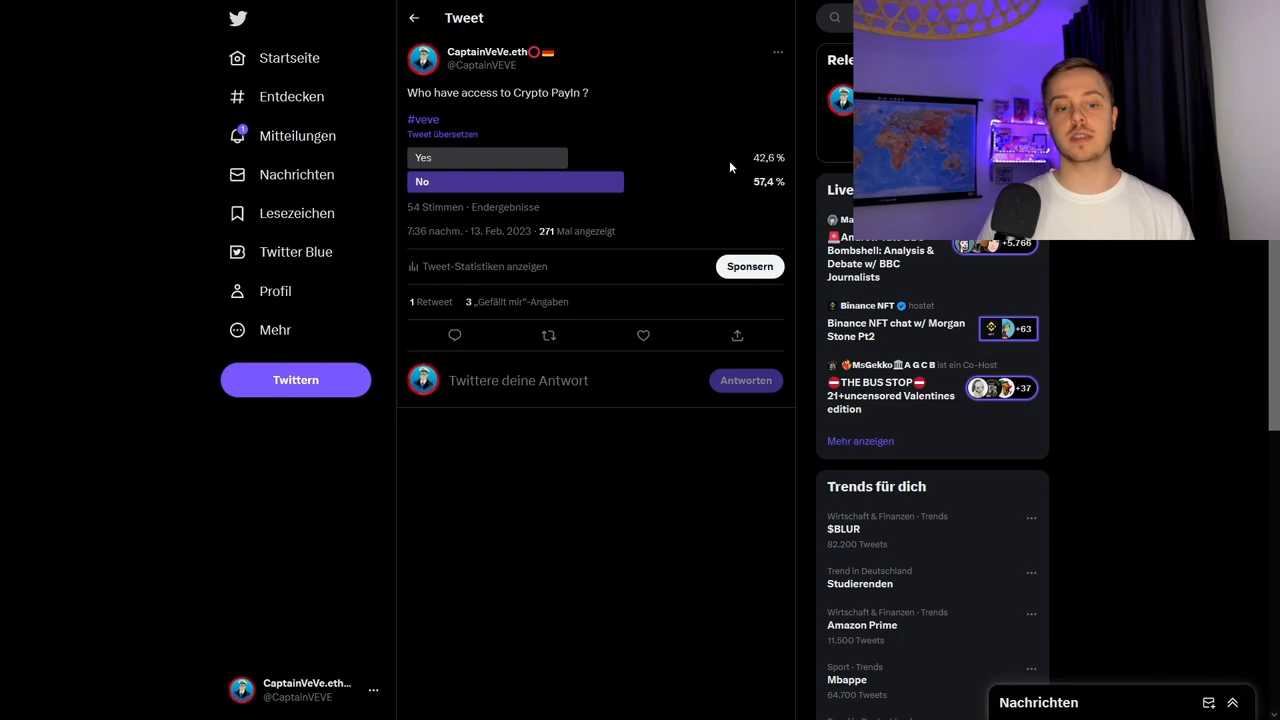 Startseite
Entdecken
1
Mitteilungen
Nachrichten
Lesezeichen
Twitter Blue
Profil
Mehr
Twittern
CaptainVeVe.eth...
@CaptainVEVE
Tweet
CaptainVeVe.eth⭕🇩🇪
@CaptainVEVE
Who have access to Crypto PayIn ?
#veve
Tweet übersetzen
Yes 42,6 %
No 57,4 %
54 Stimmen · Endergebnisse
7:36 nachm. · 13. Feb. 2023 · 271 Mal angezeigt
Tweet-Statistiken anzeigen
Sponsern
1 Retweet 3 „Gefällt mir“-Angaben
Twittere deine Antwort
Antworten
Rele
Live
Ma
Bombshell: Analysis &
Debate w/ BBC
Journalists
+5.766
Binance NFT hostet
Binance NFT chat w/ Morgan
Stone Pt2
+63
MsGekko🏛A G C B ist ein Co-Host
⛔THE BUS STOP⛔
21+uncensored Valentines
edition
+37
Mehr anzeigen
Trends für dich
Wirtschaft & Finanzen · Trends
$BLUR
82.200 Tweets
Trend in Deutschland
Studierenden
Wirtschaft & Finanzen · Trends
Amazon Prime
11.500 Tweets
Sport · Trends
Mbappe
64.700 Tweets
Nachrichten